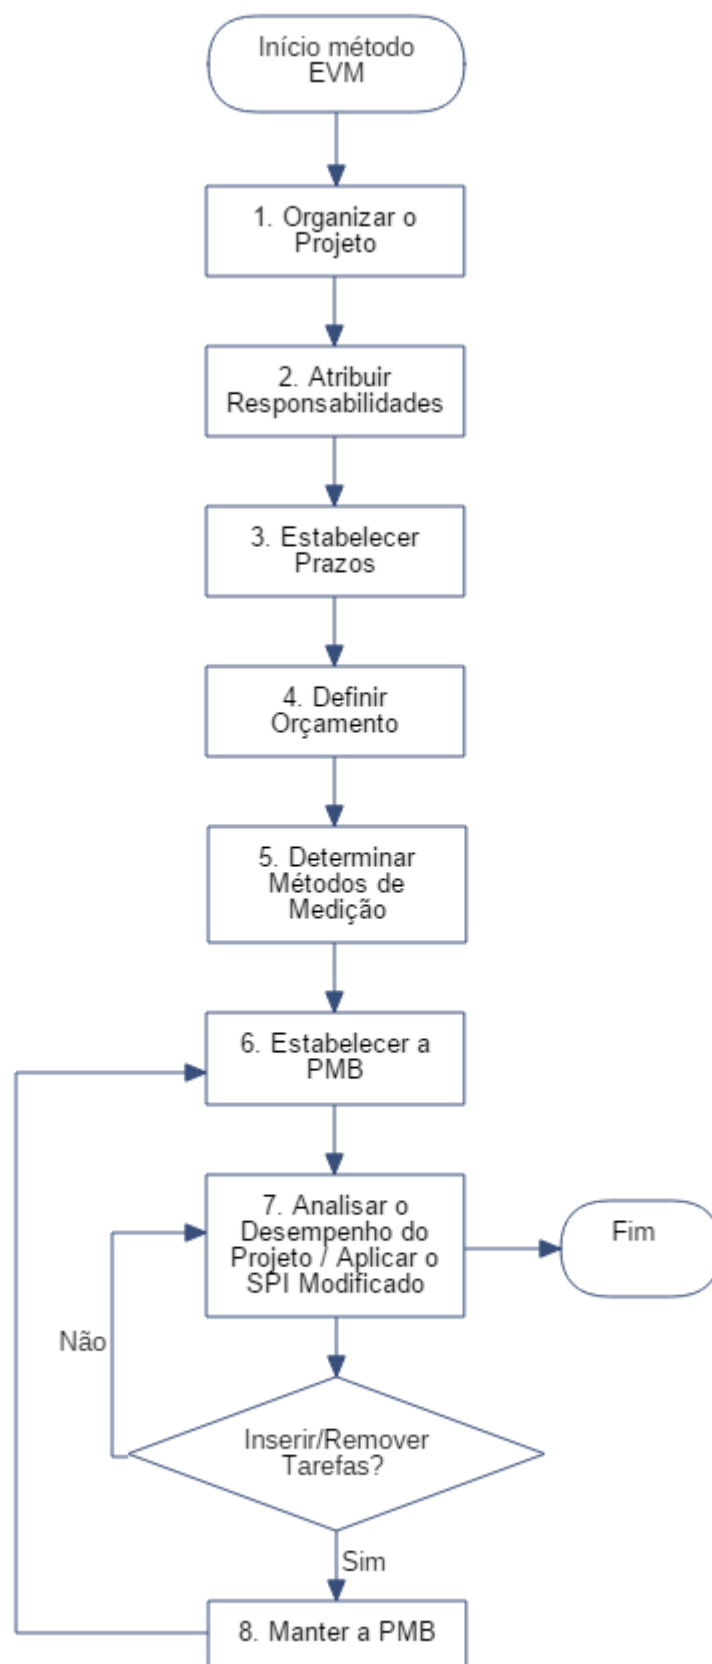 Início método
EVM
1. Organizar o
Projeto
2. Atribuir
Responsabilidades
3. Estabelecer
Prazos
4. Definir
Orçamento
5. Determinar
Métodos de
Medição
6. Estabelecer a
PMB
7. Analisar o
Desempenho do
Projeto / Aplicar o
SPI Modificado
Fim
Não
Inserir/Remover
Tarefas?
Sim
8. Manter a PMB